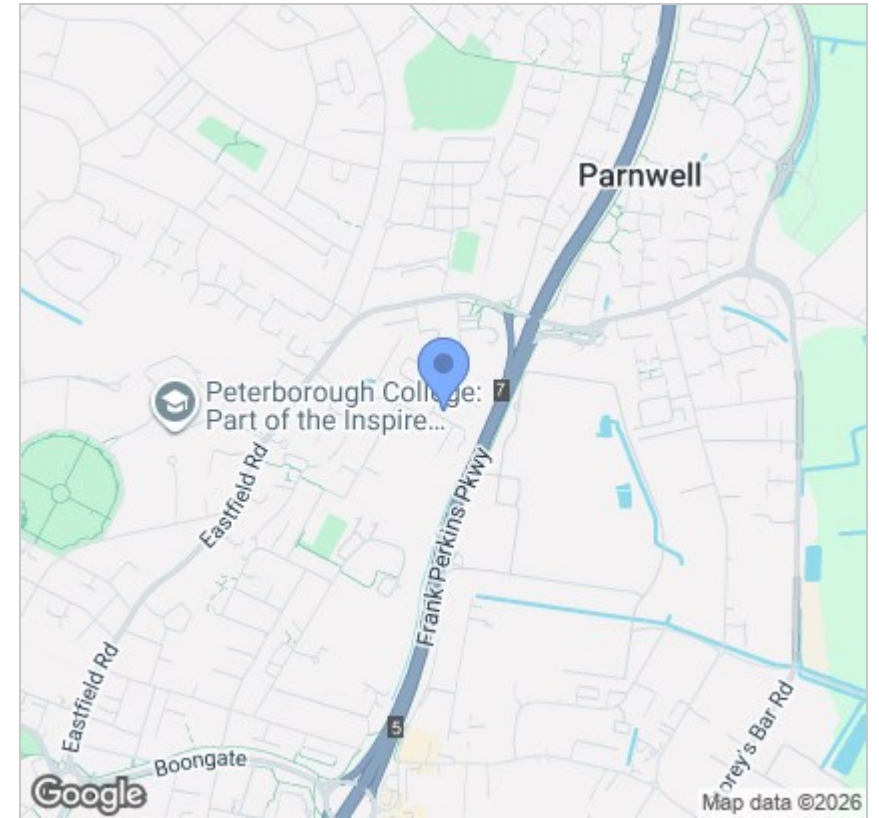 Parnwell
7
Peterborough College:
Part of the Inspire...
Eastfield Rd
Frank Perkins Pkwy
Eastfield Rd
5
Boongate
Bar Rd
Google
Map data ©2026